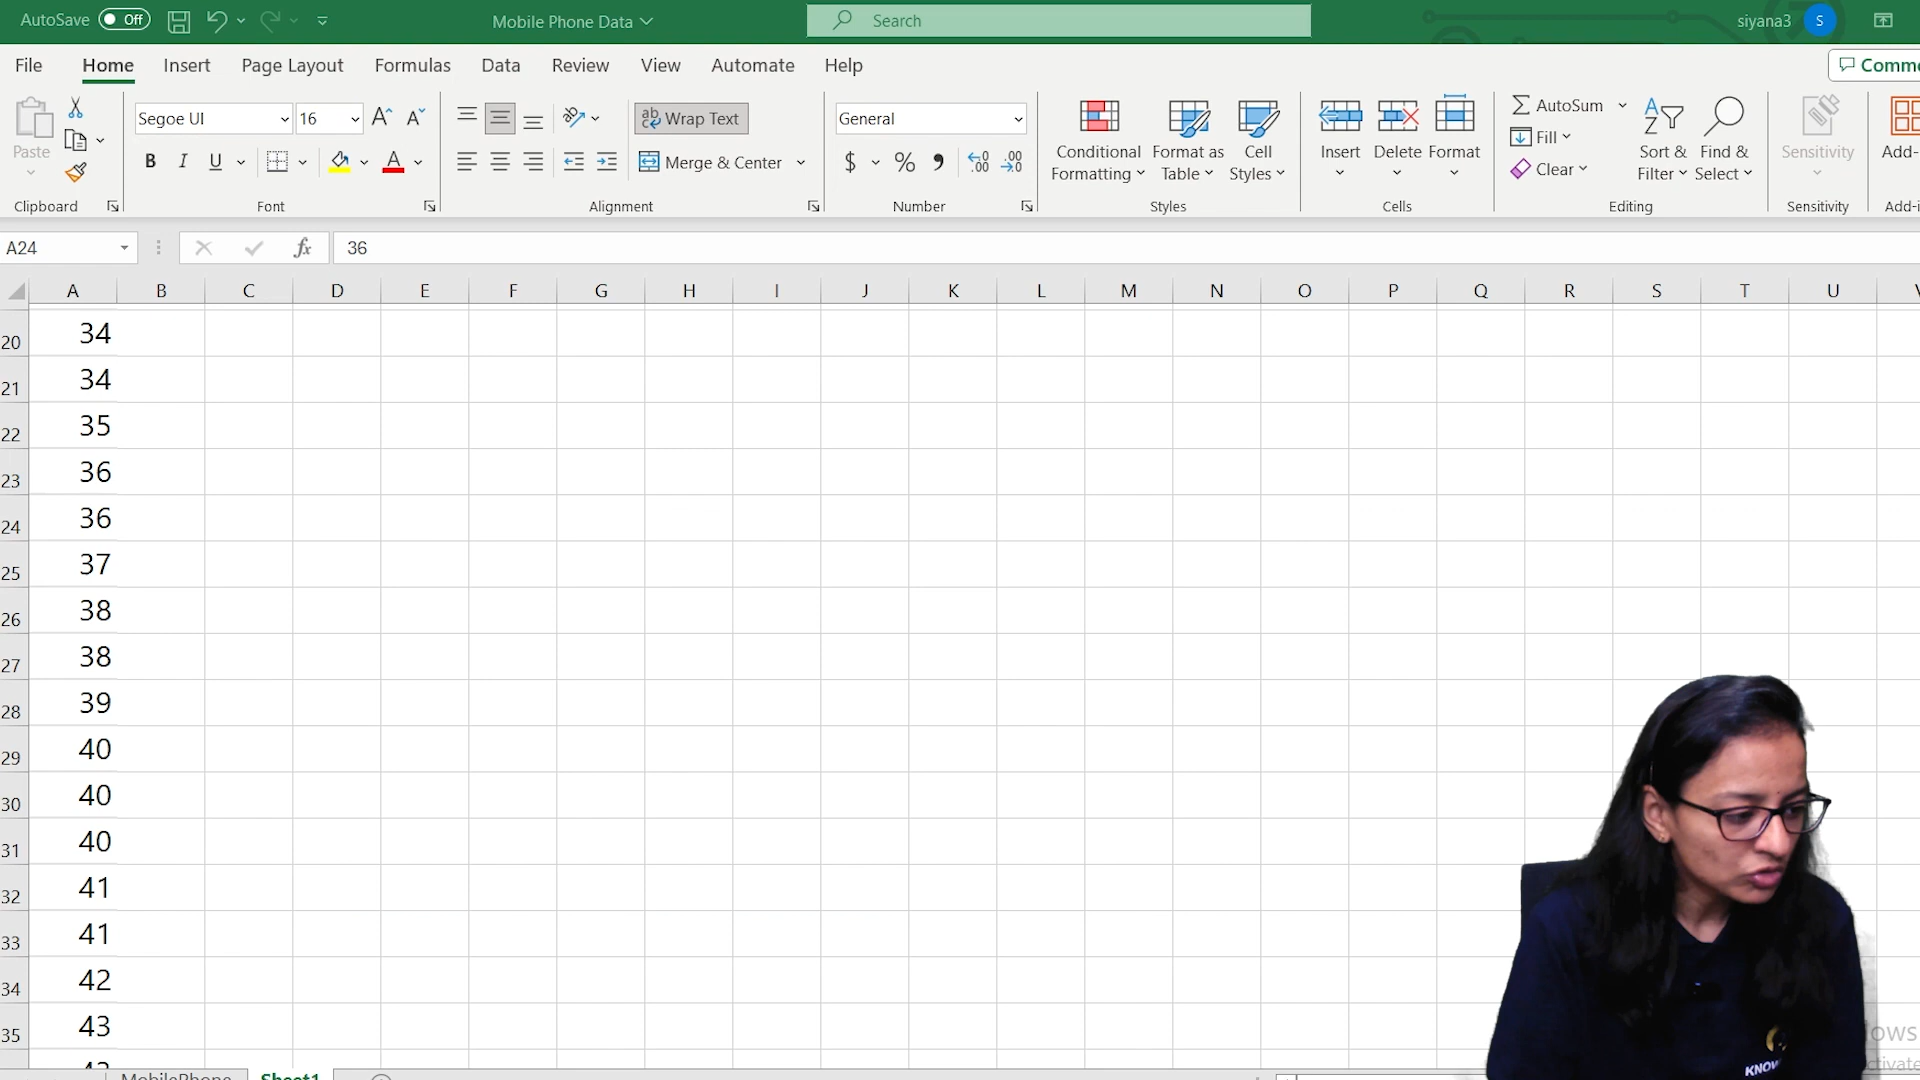 AutoSave Off Mobile Phone Data Search siyana3 S
File Home Insert Page Layout Formulas Data Review View Automate Help
Segoe UI 16 A A ab Wrap Text General AutoSum
Paste Conditional Formatting Format as Table Cell Styles Insert Delete Format Fill Sort & Filter Find & Select Sensitivity
B I U A Merge & Center $ % , Clear
Clipboard Font Alignment Number Styles Cells Editing Sensitivity
A24 fx 36
A B C D E F G H I J K L M N O P Q R S T U
20 34
21 34
22 35
23 36
24 36
25 37
26 38
27 38
28 39
29 40
30 40
31 40
32 41
33 41
34 42
35 43
MobilePhone Sheet1